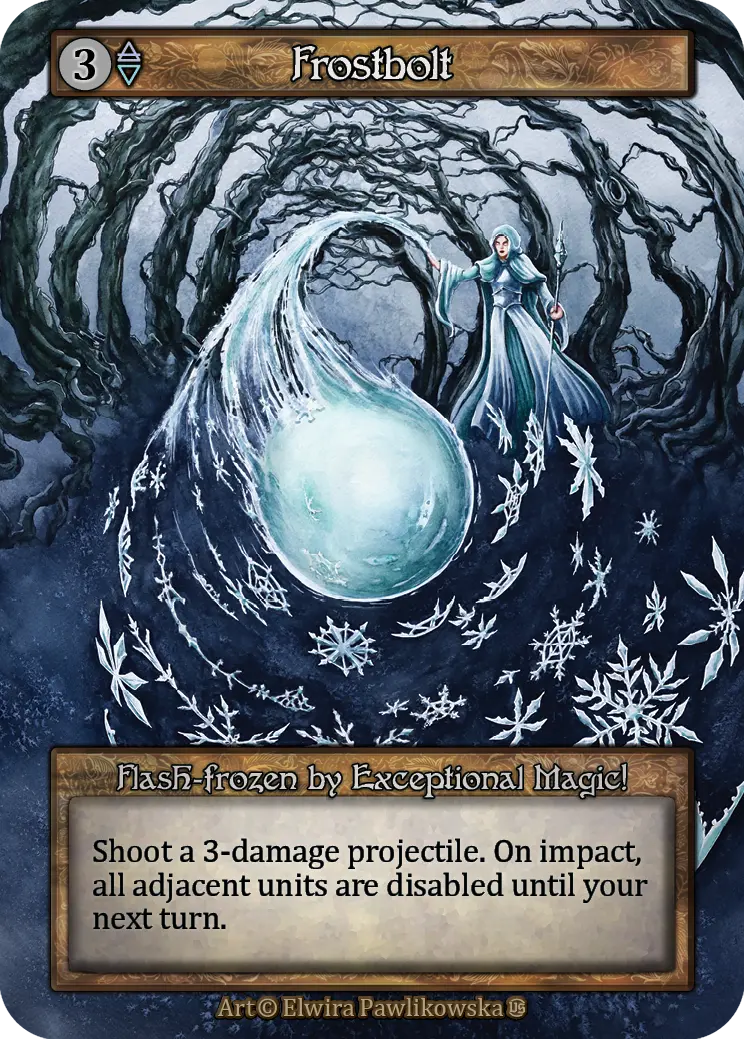 3
Frostbolt
Flash-frozen by Exceptional Magic!
Shoot a 3-damage projectile. On impact,
all adjacent units are disabled until your
next turn.
Art © Elwira Pawlikowska